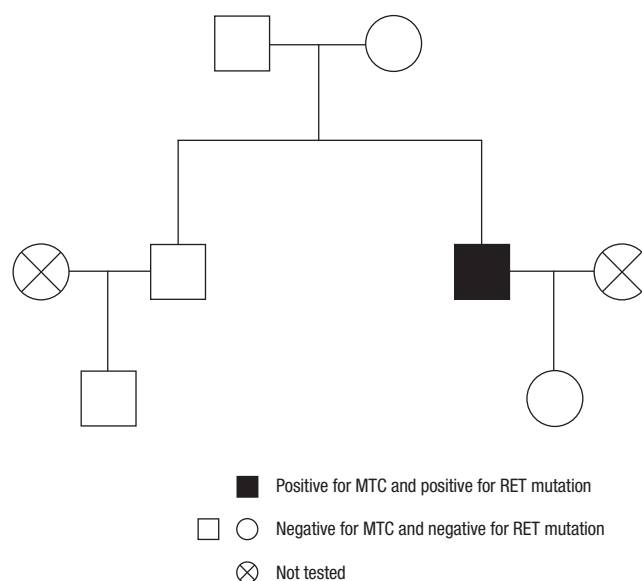 Positive for MTC and positive for RET mutation
Negative for MTC and negative for RET mutation
Not tested